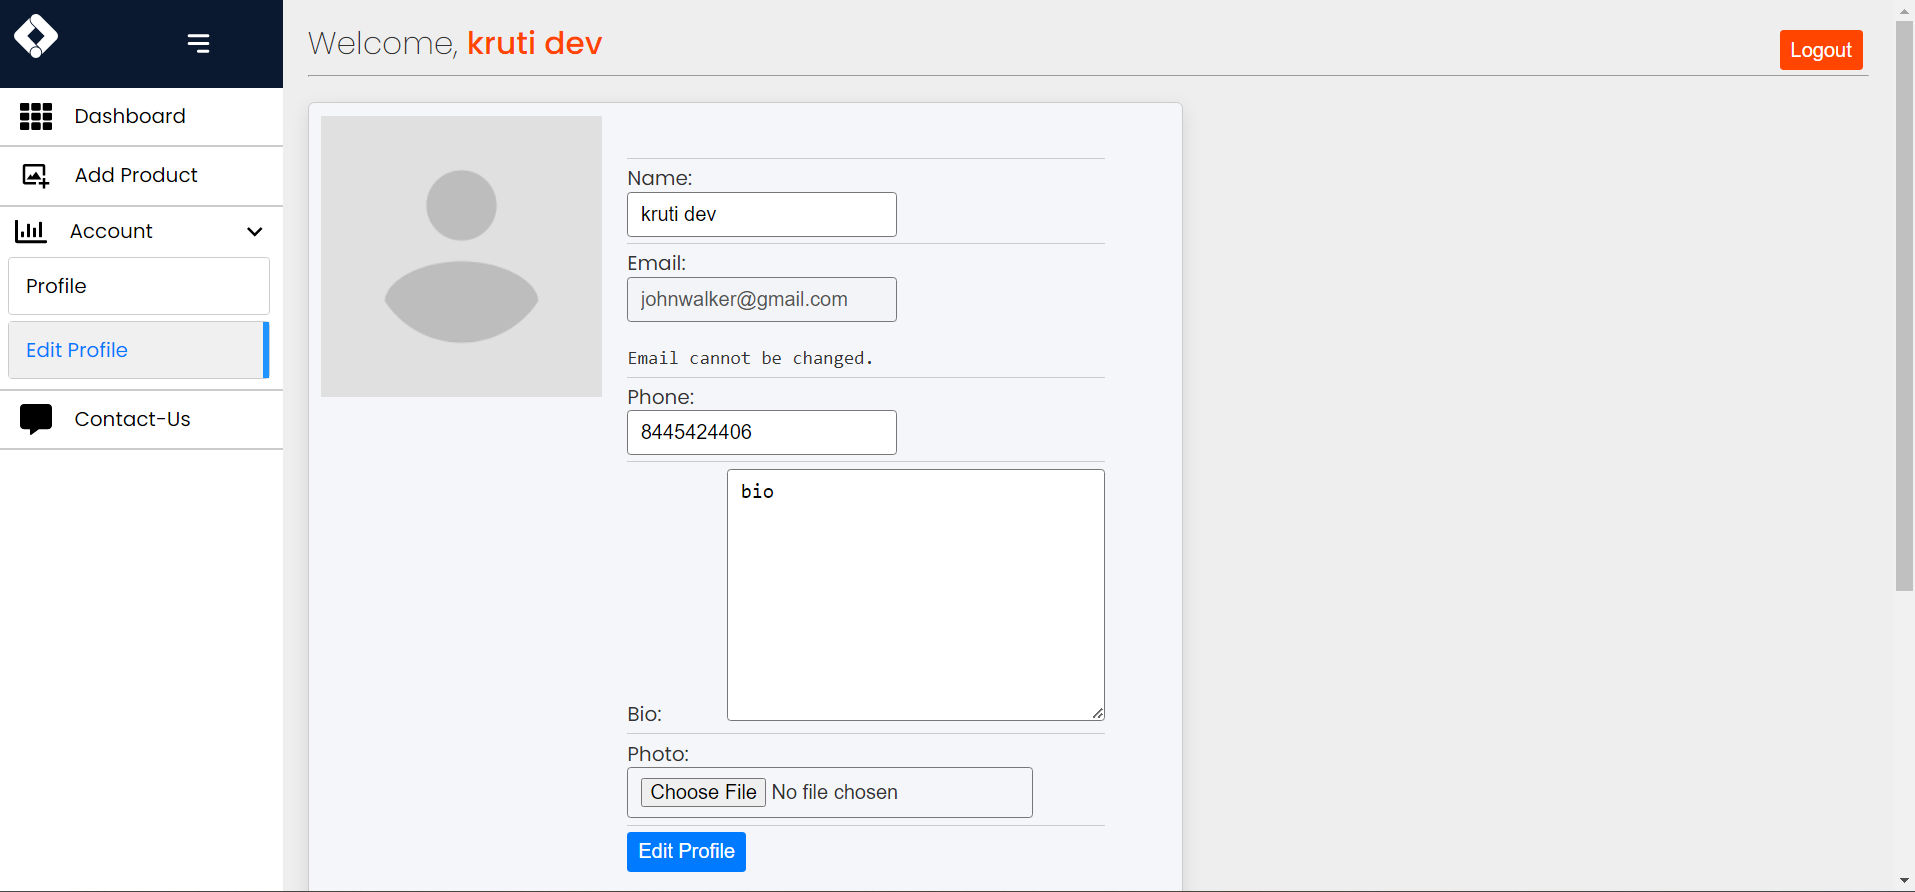 Welcome, kruti dev
Logout
Dashboard
Add Product
Account
Profile
Edit Profile
Contact-Us
Name:
kruti dev
Email:
johnwalker@gmail.com
Email cannot be changed.
Phone:
8445424406
bio
Bio:
Photo:
Choose File No file chosen
Edit Profile